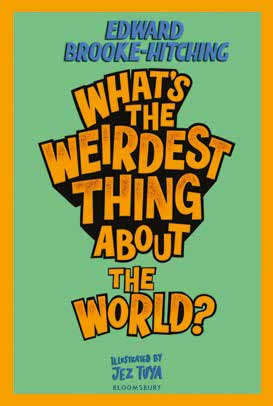 EDWARD
BROOKE-HITCHING
WHAT'S
THE
WEIRDEST
THING
ABOUT
THE
WORLD?
ILLUSTRATED BY
JEZ TUYA
BLOOMSBURY